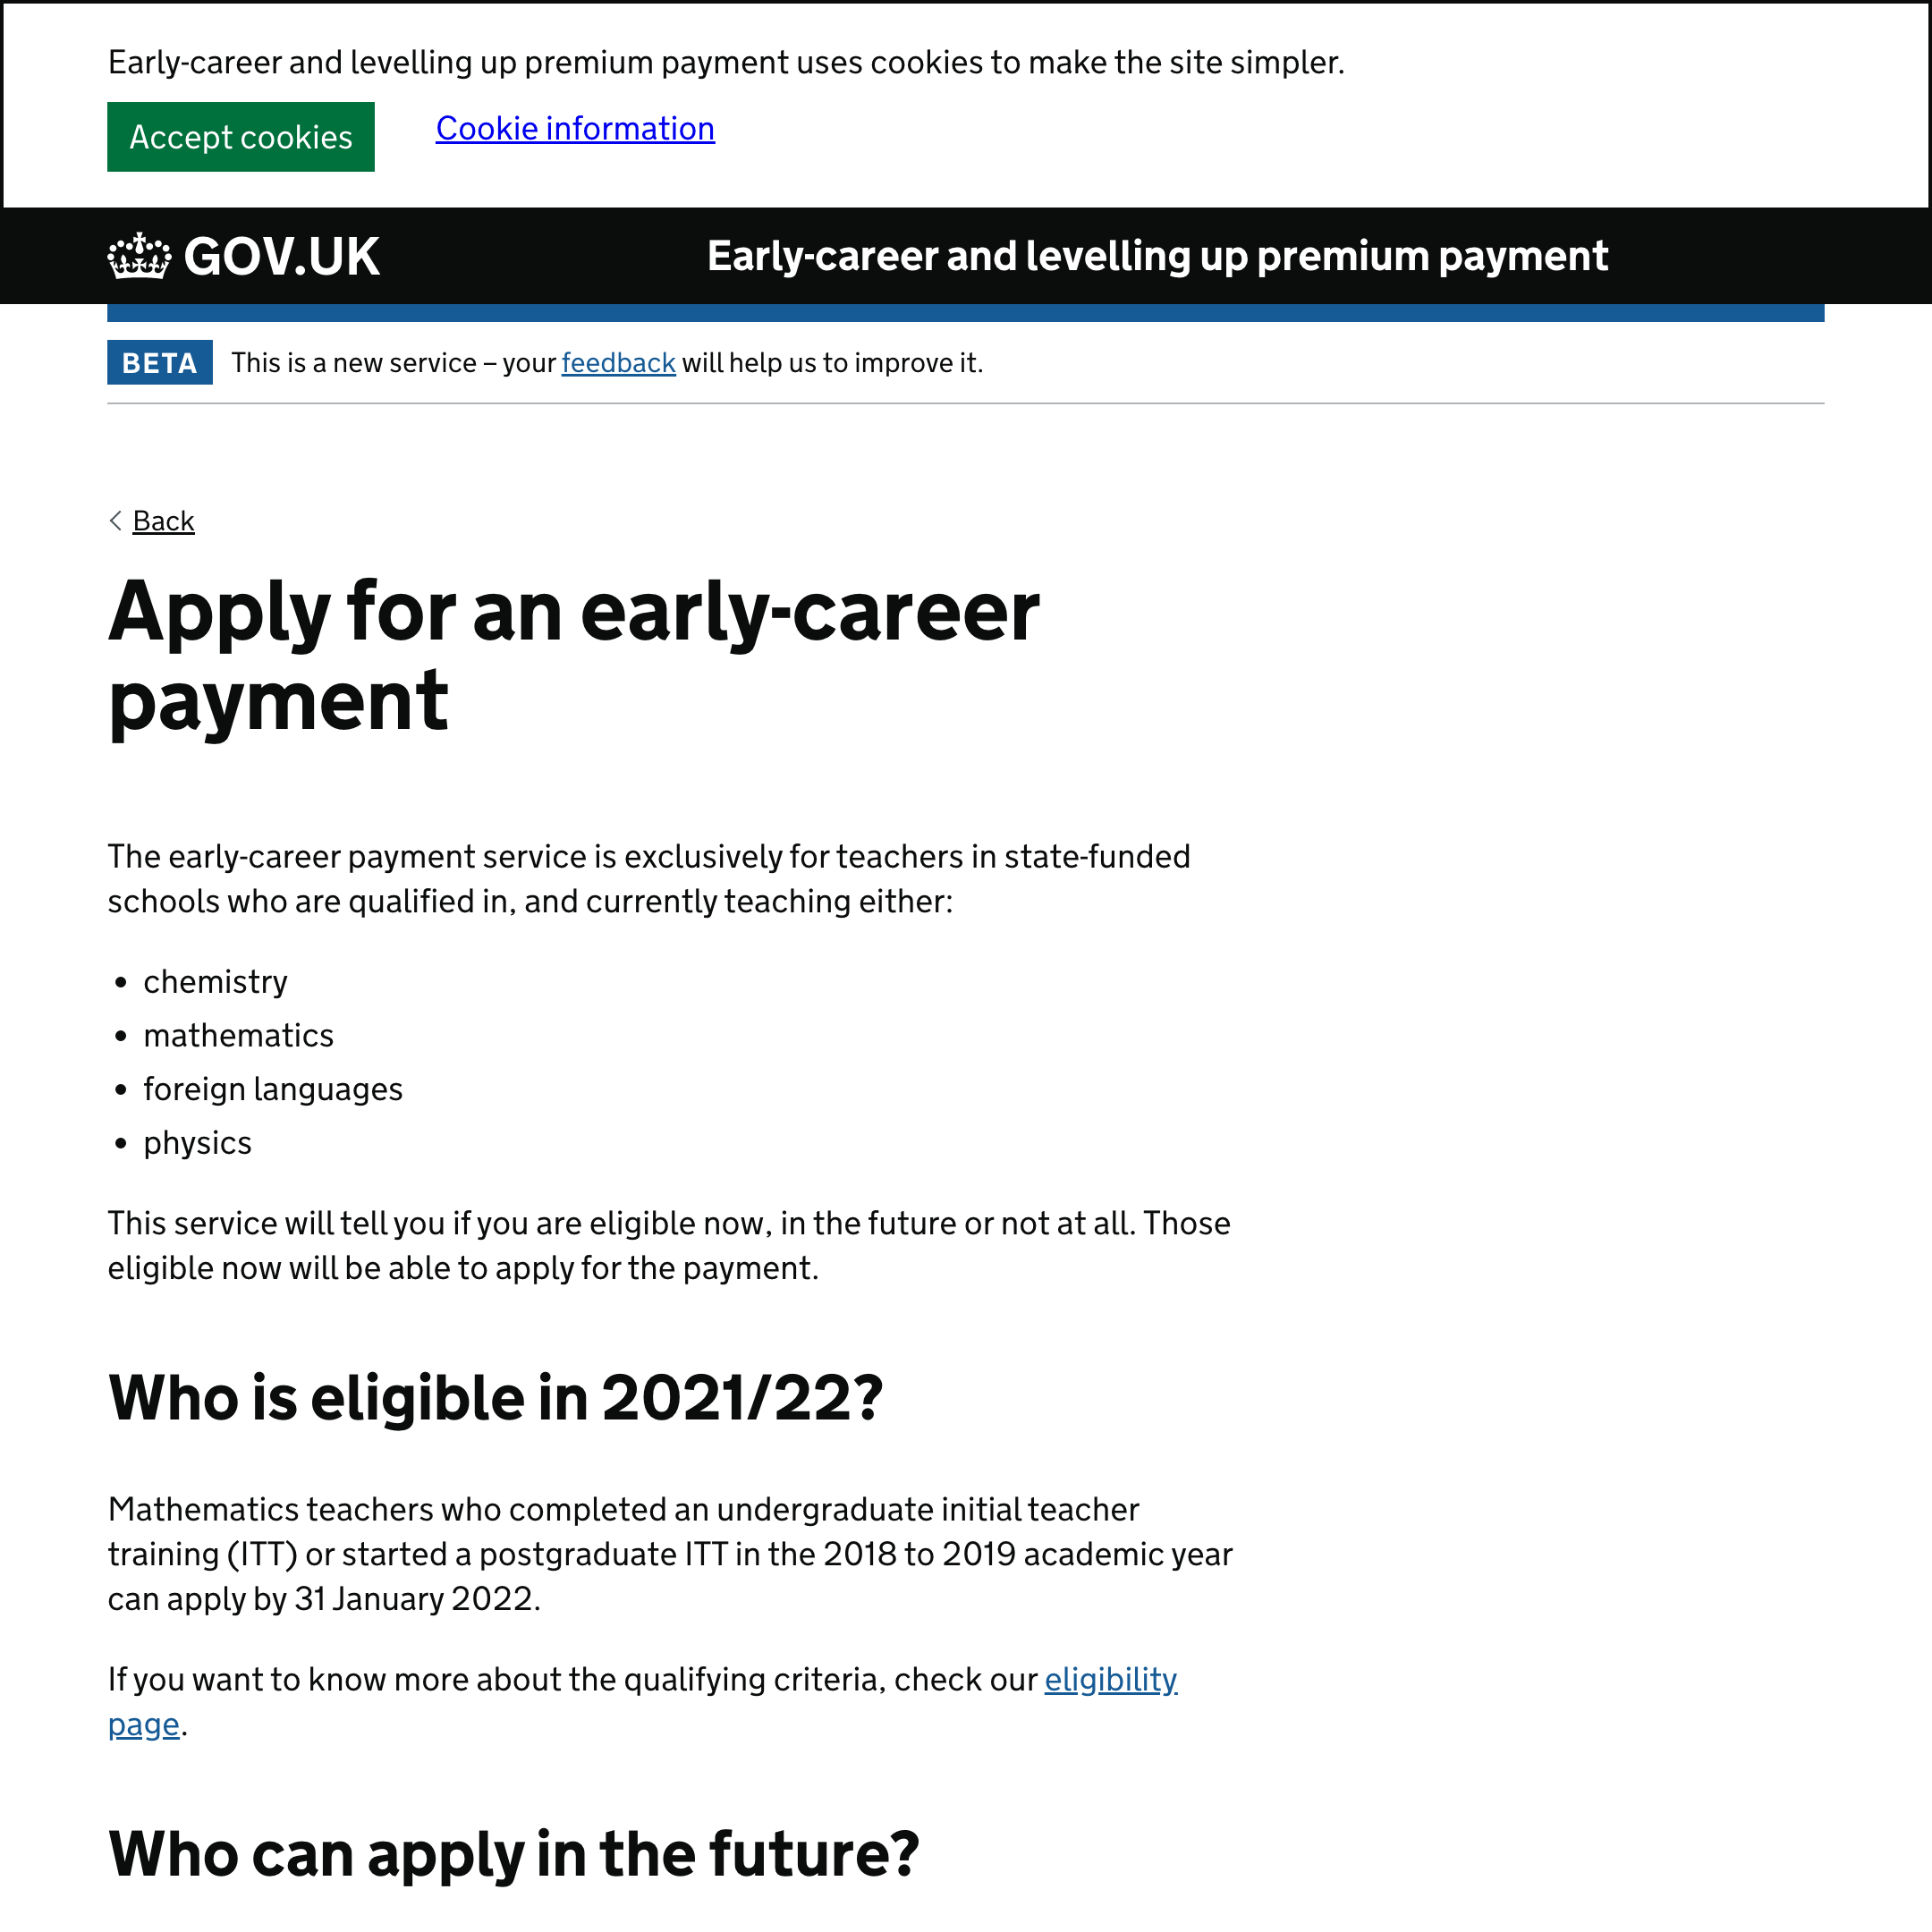 Early-career and levelling up premium payment uses cookies to make the site simpler.
Accept cookies
Cookie information
GOV.UK
Early-career and levelling up premium payment
BETA
This is a new service – your feedback will help us to improve it.
Back
Apply for an early-career
payment
The early-career payment service is exclusively for teachers in state-funded
schools who are qualified in, and currently teaching either:
• chemistry
• mathematics
• foreign languages
• physics
This service will tell you if you are eligible now, in the future or not at all. Those
eligible now will be able to apply for the payment.
Who is eligible in 2021/22?
Mathematics teachers who completed an undergraduate initial teacher
training (ITT) or started a postgraduate ITT in the 2018 to 2019 academic year
can apply by 31 January 2022.
If you want to know more about the qualifying criteria, check our eligibility
page.
Who can apply in the future?